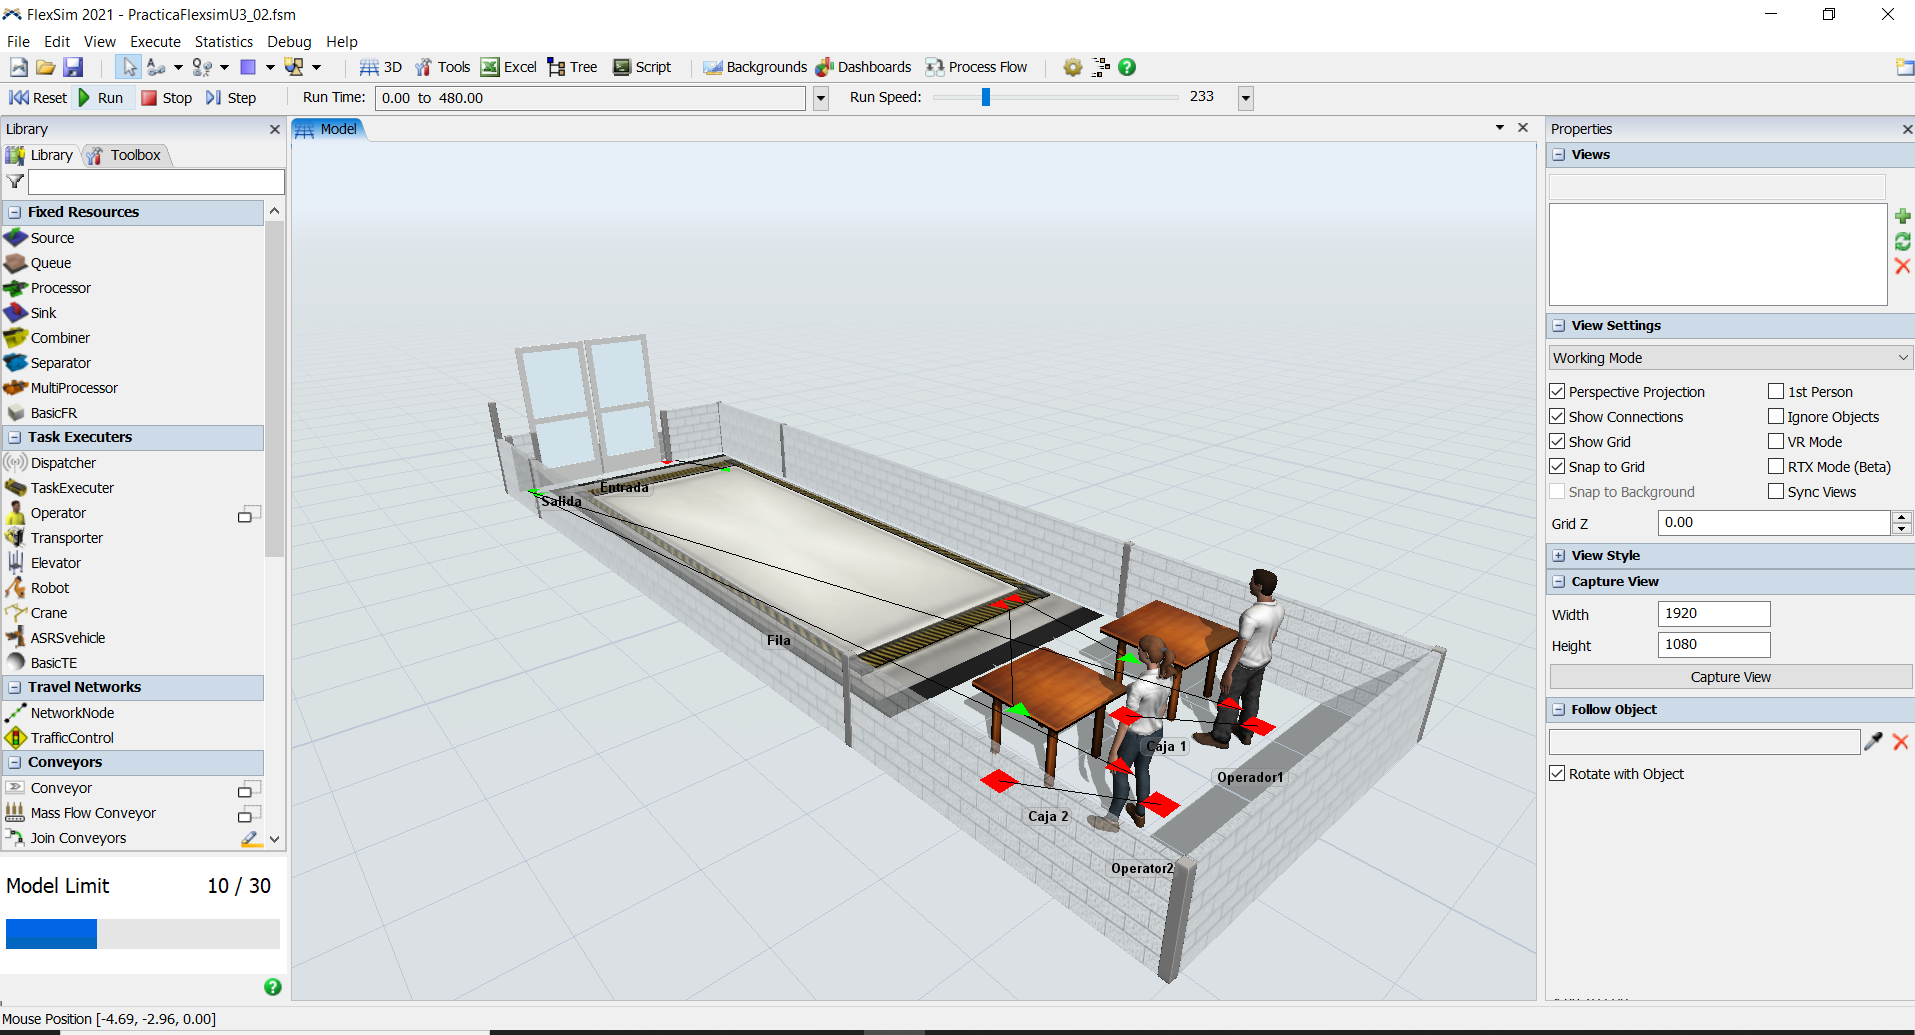 FlexSim 2021 - PracticaFlexsimU3_02.fsm
File Edit View Execute Statistics Debug Help
3D Tools Excel Tree Script Backgrounds Dashboards Process Flow
Reset Run Stop Step Run Time: 0.00 to 480.00 Run Speed: 233
Library
Library Toolbox
Fixed Resources
Source
Queue
Processor
Sink
Combiner
Separator
MultiProcessor
BasicFR
Task Executers
Dispatcher
TaskExecuter
Operator
Transporter
Elevator
Robot
Crane
ASRSvehicle
BasicTE
Travel Networks
NetworkNode
TrafficControl
Conveyors
Conveyor
Mass Flow Conveyor
Join Conveyors
Model Limit 10 / 30
Model
Entrada
Salida
Fila
Caja 1
Operador1
Caja 2
Operator2
Properties
Views
View Settings
Working Mode
Perspective Projection 1st Person
Show Connections Ignore Objects
Show Grid VR Mode
Snap to Grid RTX Mode (Beta)
Snap to Background Sync Views
Grid Z 0.00
View Style
Capture View
Width 1920
Height 1080
Capture View
Follow Object
Rotate with Object
Mouse Position [-4.69, -2.96, 0.00]